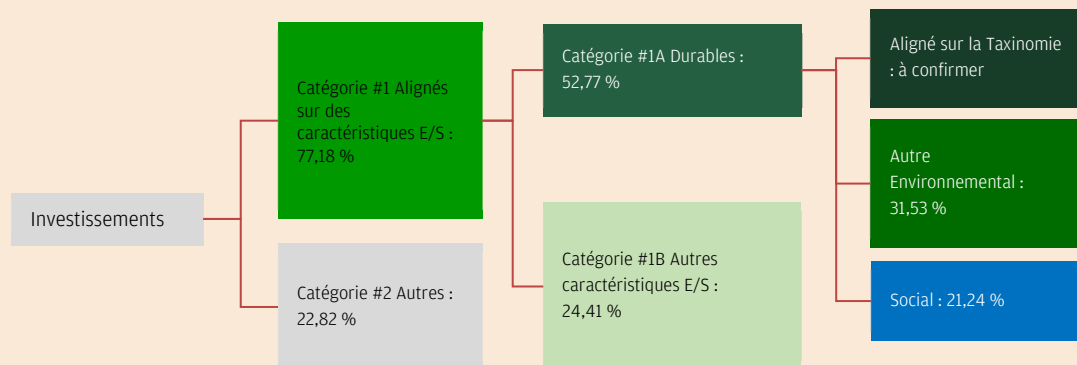 Investissements
Catégorie #1 Alignés
sur des
caractéristiques E/S :
77,18 %
Catégorie #2 Autres :
22,82 %
Catégorie #1A Durables :
52,77 %
Catégorie #1B Autres
caractéristiques E/S :
24,41 %
Aligné sur la Taxinomie
: à confirmer
Autre
Environnemental :
31,53 %
Social : 21,24 %